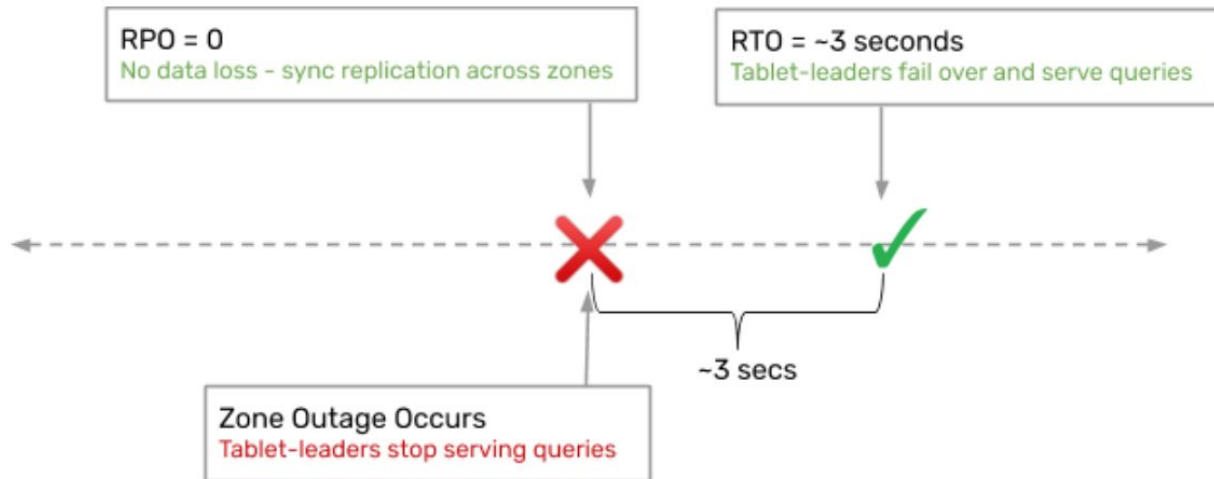 RPO = 0
No data loss - sync replication across zones
RTO = ~3 seconds
Tablet-leaders fail over and serve queries
~3 secs
Zone Outage Occurs
Tablet-leaders stop serving queries